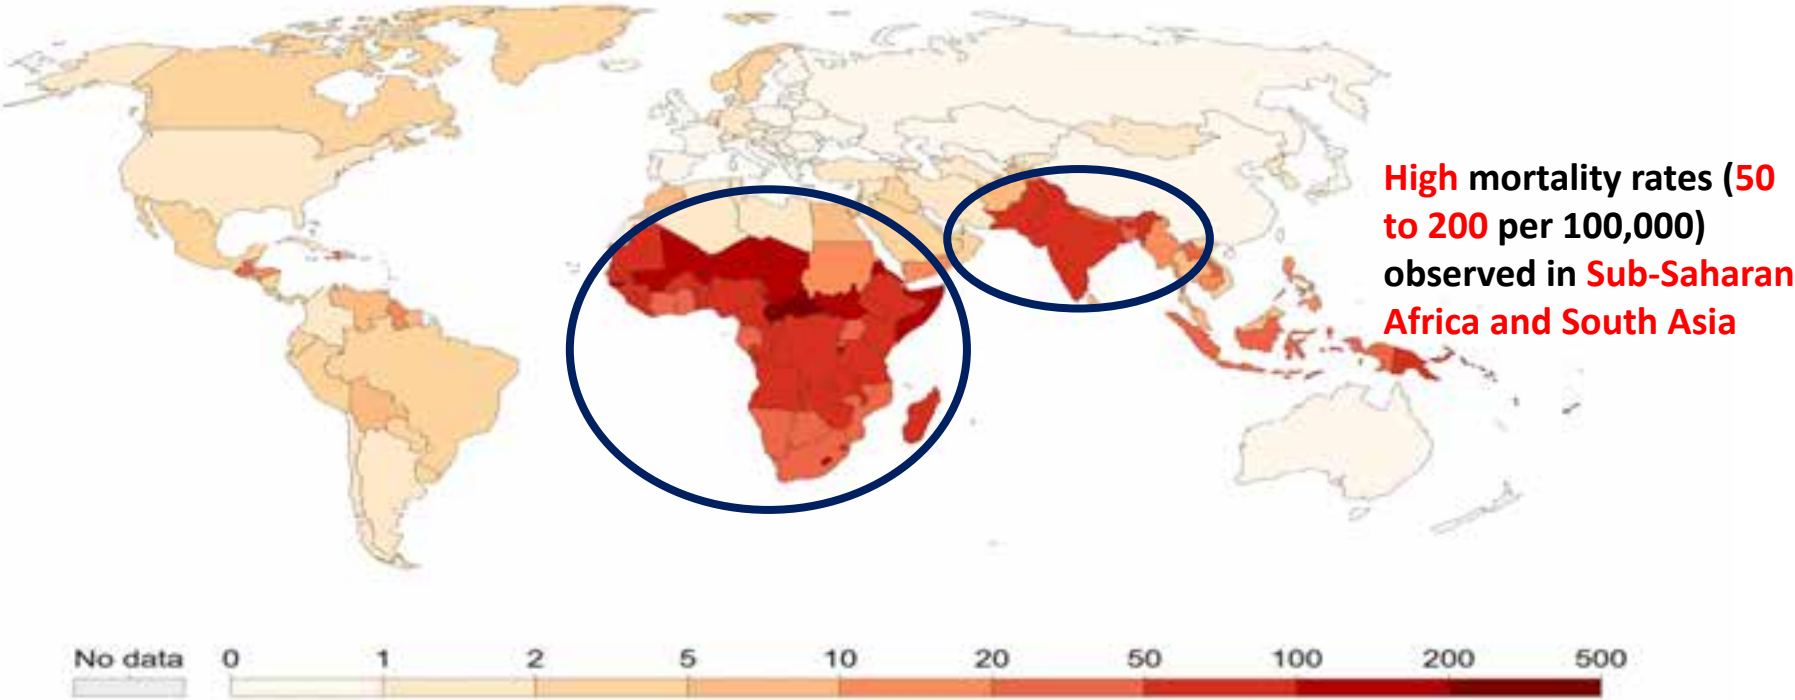 High mortality rates (50
to 200 per 100,000)
observed in Sub-Saharan
Africa and South Asia
No data 0 1 2 5 10 20 50 100 200 500